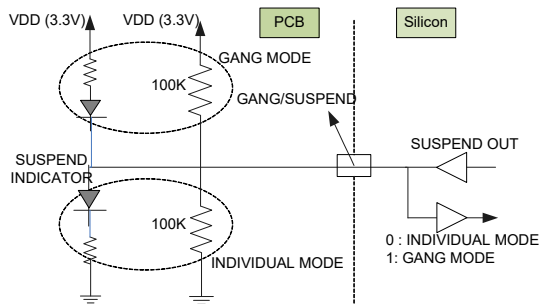 VDD (3.3V)
VDD (3.3V)
PCB
Silicon
GANG MODE
100K
GANG/SUSPEND
SUSPEND OUT
SUSPEND
INDICATOR
100K
0 : INDIVIDUAL MODE
1: GANG MODE
INDIVIDUAL MODE